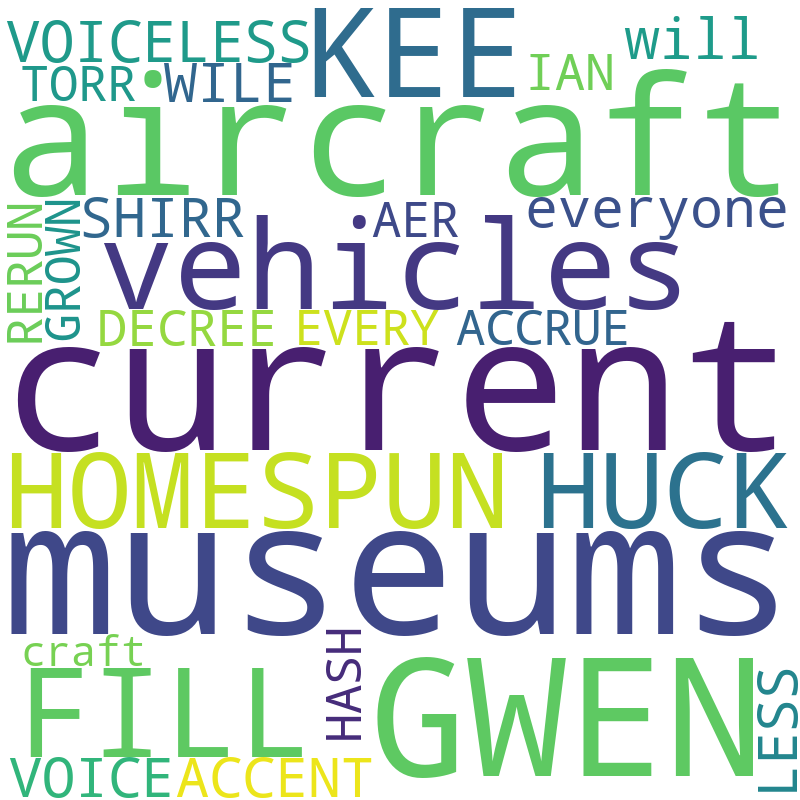 VOICELESS KEE IAN will
TORR WILE
aircraft
RERUN GROWN SHIRR AER everyone
vehicles
DECREE EVERY ACCRUE
current
HOMESPUN HUCK
museums
craft HASH
FILL GWEN LESS
VOICE ACCENT